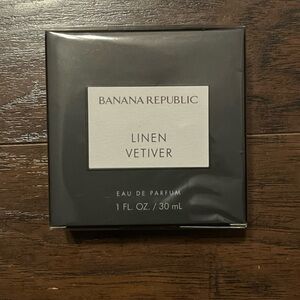 BANANA REPUBLIC
LINEN
VETIVER
EAU DE PARFUM
1 FL. OZ. / 30 mL